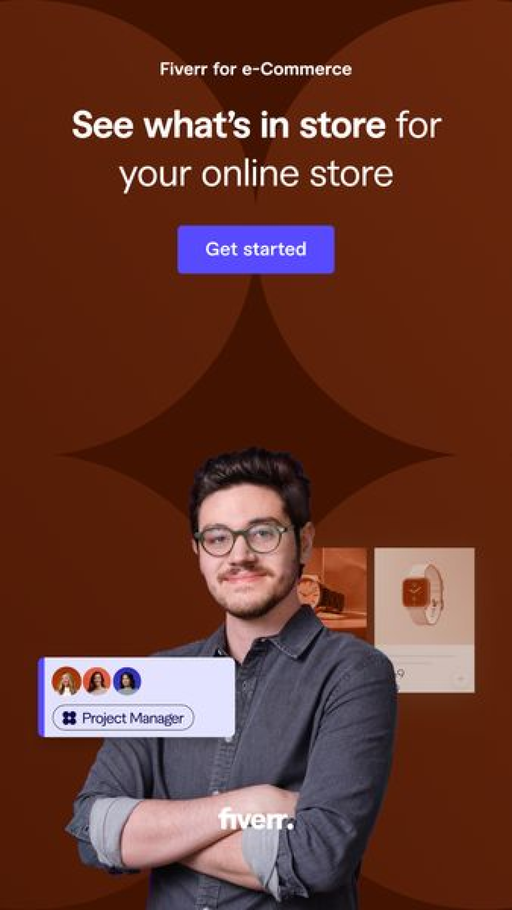 Fiverr for e-Commerce
See what's in store for
your online store
Get started
Project Manager
fiverr.